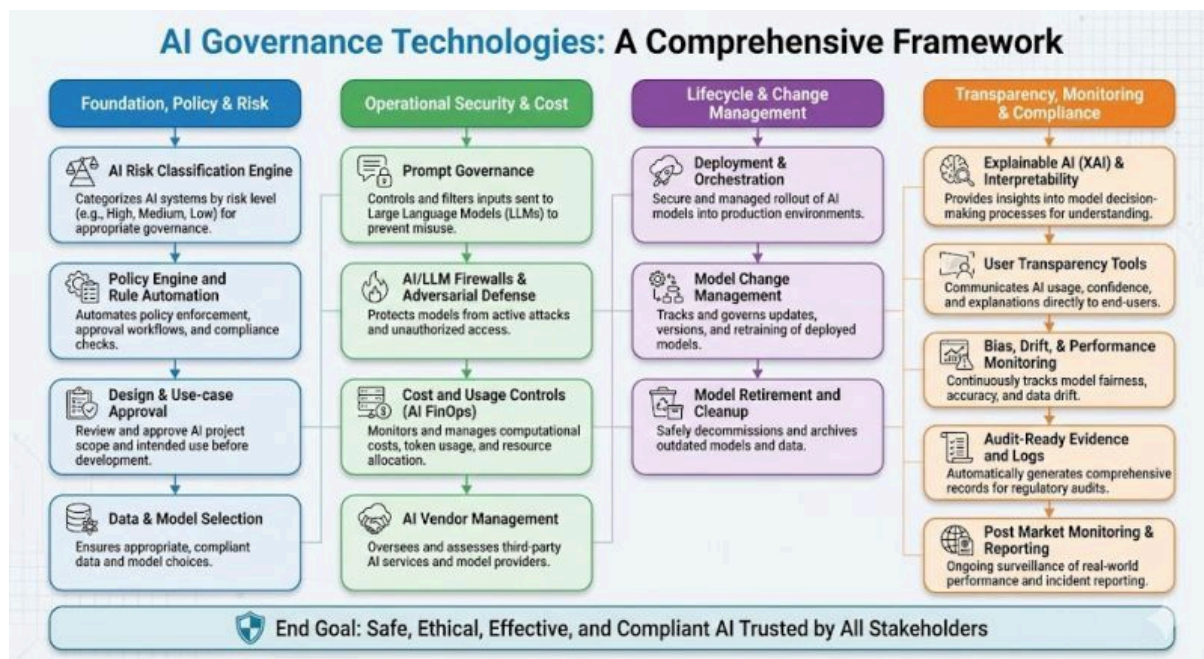 AI Governance Technologies: A Comprehensive Framework
Foundation, Policy & Risk
AI Risk Classification Engine
Categorizes AI systems by risk level
(e.g., High, Medium, Low) for
appropriate governance.
Policy Engine and
Rule Automation
Automates policy enforcement,
approval workflows, and compliance
checks.
Design & Use-case
Approval
Review and approve AI project
scope and intended use before
development.
Data & Model Selection
Ensures appropriate, compliant
data and model choices.
Operational Security & Cost
Prompt Governance
Controls and filters inputs sent to
Large Language Models (LLMs) to
prevent misuse.
AI/LLM Firewalls &
Adversarial Defense
Protects models from active attacks
and unauthorized access.
Cost and Usage Controls
(AI FinOps)
Monitors and manages computational
costs, token usage, and resource
allocation.
AI Vendor Management
Oversees and assesses third-party
AI services and model providers.
Lifecycle & Change
Management
Deployment &
Orchestration
Secure and managed rollout of AI
models into production environments.
Model Change
Management
Tracks and governs updates,
versions, and retraining of deployed
models.
Model Retirement and
Cleanup
Safely decommissions and archives
outdated models and data.
Transparency, Monitoring
& Compliance
Explainable AI (XAI) &
Interpretability
Provides insights into model decision-
making processes for understanding.
User Transparency Tools
Communicates AI usage, confidence,
and explanations directly to end-users.
Bias, Drift, & Performance
Monitoring
Continuously tracks model fairness,
accuracy, and data drift.
Audit-Ready Evidence
and Logs
Automatically generates comprehensive
records for regulatory audits.
Post Market Monitoring &
Reporting
Ongoing surveillance of real-world
performance and incident reporting.
End Goal: Safe, Ethical, Effective, and Compliant AI Trusted by All Stakeholders